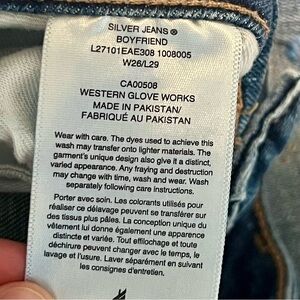 SILVER JEANS ®
BOYFRIEND
L27101EAE308 1008005
W26/L29
CA00508
WESTERN GLOVE WORKS
MADE IN PAKISTAN/
FABRIQUÉ AU PAKISTAN
Wear with care. The dyes used to achieve this
wash may transfer onto lighter materials. The
garment's unique design also give it a distinct,
varied appearance. Any fraying and destruction
may change with time, wash and wear. Wash
separately following care instructions.
Porter avec soin. Les colorants utilisés pour
réaliser ce délavage peuvent se transférer sur
des tissus plus pâles. La conception unique du
vêtement lui donne également une apparence
distincte et variée. Tout effilochage et toute
déchirure peuvent changer avec le temps, le
lavage et l'usure. Laver séparément en suivant
les consignes d'entretien.